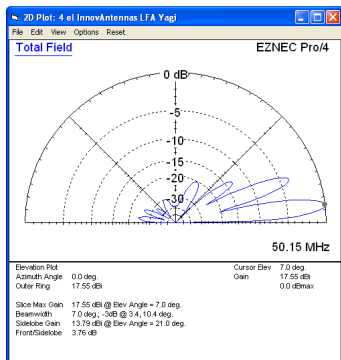 2D Plot: 4 el InnovAntennas LFA Yagi
File Edit View Options Reset
Total Field
EZNEC Pro/4
0 dB
-5
-10
-15
-20
-30
50.15 MHz
Elevation Plot
Cursor Elev 7.0 deg.
Azimuth Angle 0.0 deg.
Gain 17.55 dBi
Outer Ring 17.55 dBi
0.0 dBmax
Slice Max Gain 17.55 dBi @ Elev Angle = 7.0 deg.
Beamwidth 7.0 deg.; -3dB @ 3.4, 10.4 deg.
Sidelobe Gain 13.79 dBi @ Elev Angle = 21.0 deg.
Front/Sidelobe 3.76 dB